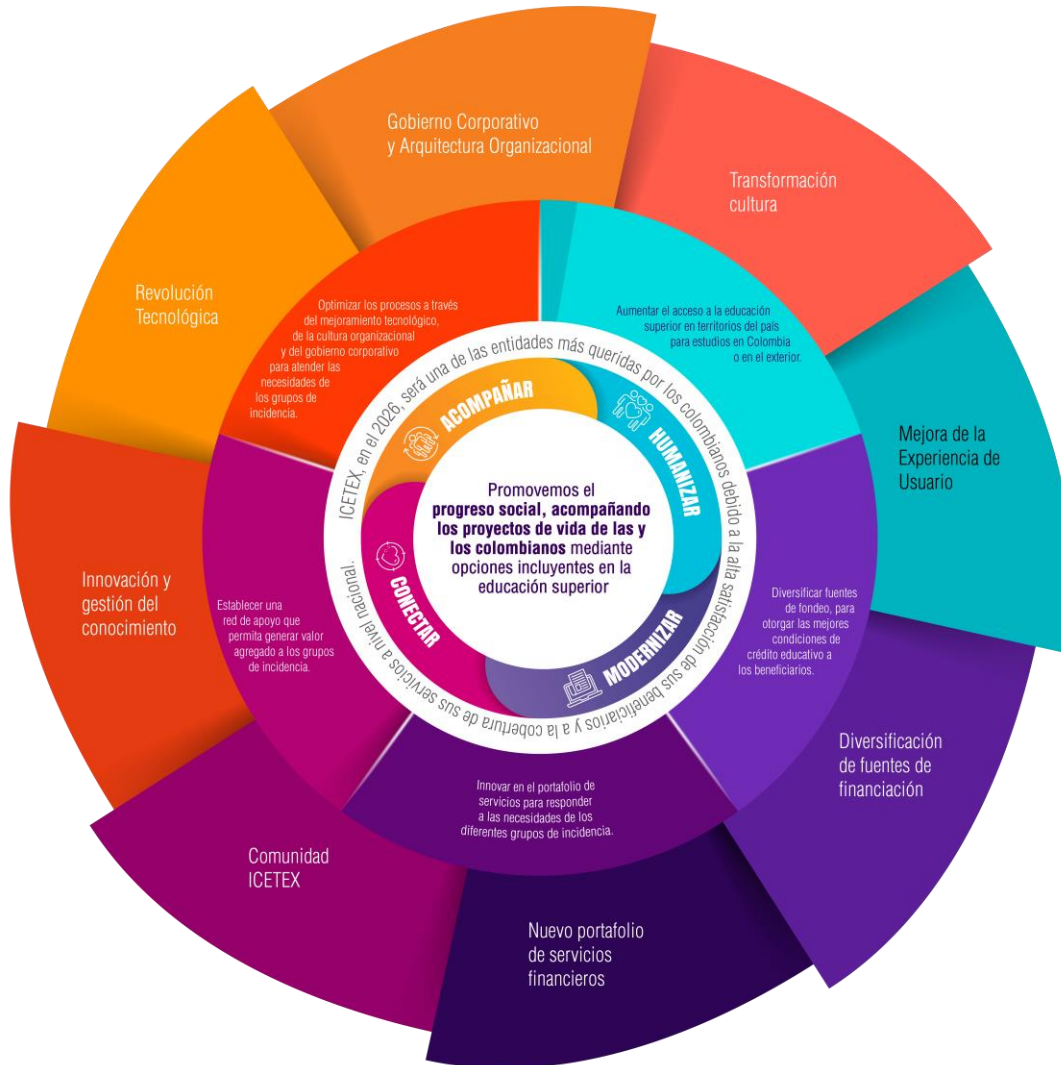 Gobierno Corporativo
y Arquitectura Organizacional
Transformación
cultura
Mejora de la
Experiencia de
Usuario
Diversificación
de fuentes de
financiación
Nuevo portafolio
de servicios
financieros
Comunidad
ICETEX
Innovación y
gestión del
conocimiento
Revolución
Tecnológica
Optimizar los procesos a través
del mejoramiento tecnológico,
de la cultura organizacional
y del gobierno corporativo
para atender las
necesidades de
los grupos de
incidencia.
Aumentar el acceso a la educación
superior en territorios del país
para estudios en Colombia
o en el exterior.
Diversificar fuentes
de fondeo, para
otorgar las mejores
condiciones de
crédito educativo a
los beneficiarios.
Innovar en el portafolio de
servicios para responder
a las necesidades de los
diferentes grupos de incidencia.
Establecer una
red de apoyo que
permita generar valor
agregado a los grupos
de incidencia.
ICETEX, en el 2026, será una de las entidades más queridas por los colombianos debido a la alta satisfacción de sus beneficiarios y a la cobertura de sus servicios a nivel nacional.
ACOMPAÑAR
HUMANIZAR
MODERNIZAR
CONECTAR
Promovemos el
progreso social, acompañando
los proyectos de vida de las y
los colombianos mediante
opciones incluyentes en la
educación superior